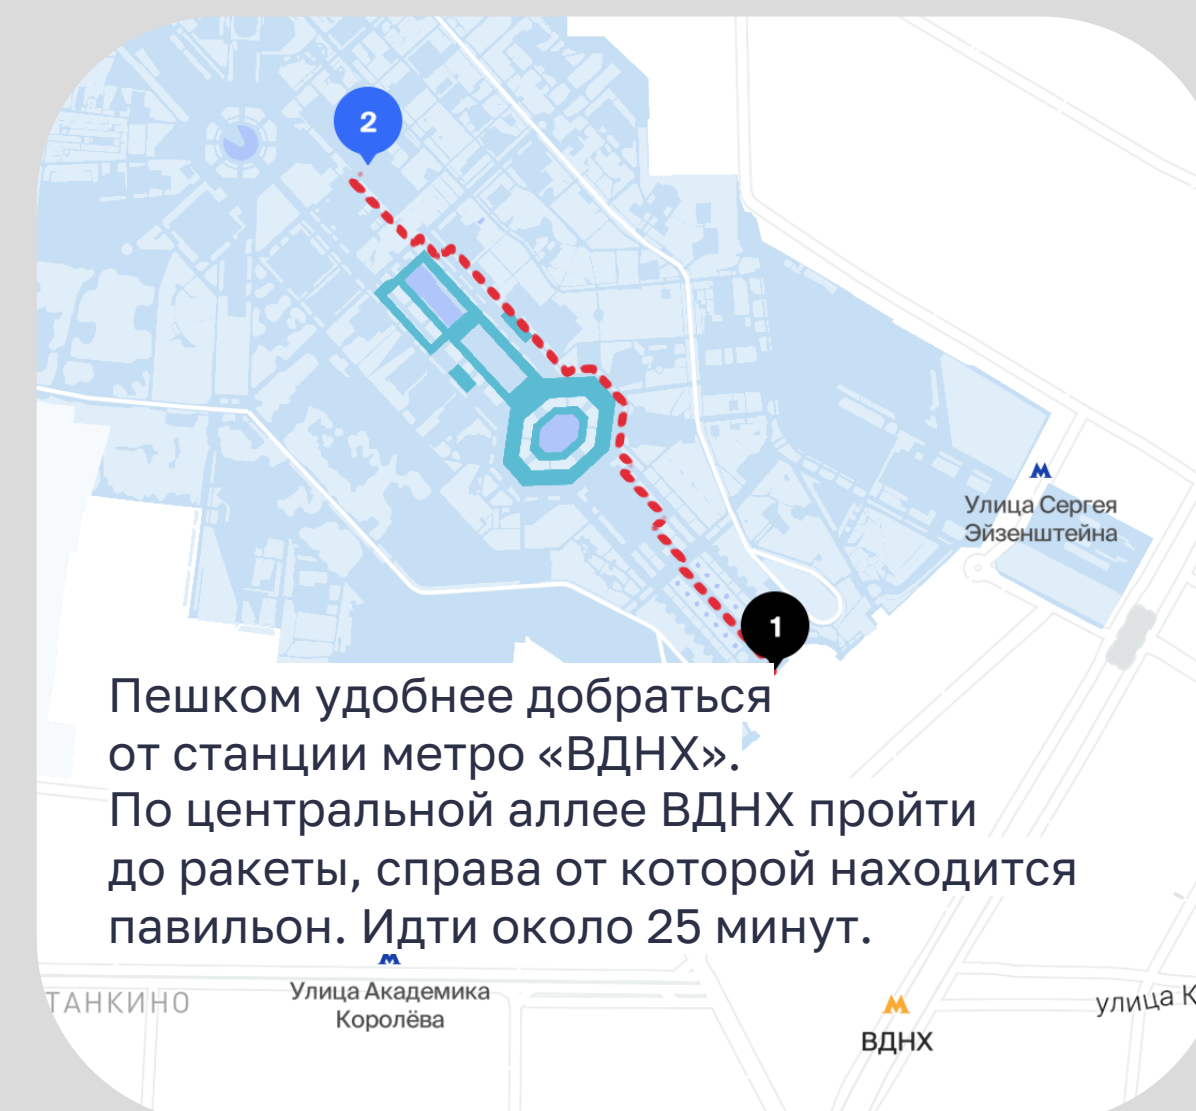 2
Улица Сергея
Эйзенштейна
1
Пешком удобнее добраться
от станции метро «ВДНХ».
По центральной аллее ВДНХ пройти
до ракеты, справа от которой находится
павильон. Идти около 25 минут.
Улица Академика
Королёва
ТАНКИНО
ВДНХ
улица К